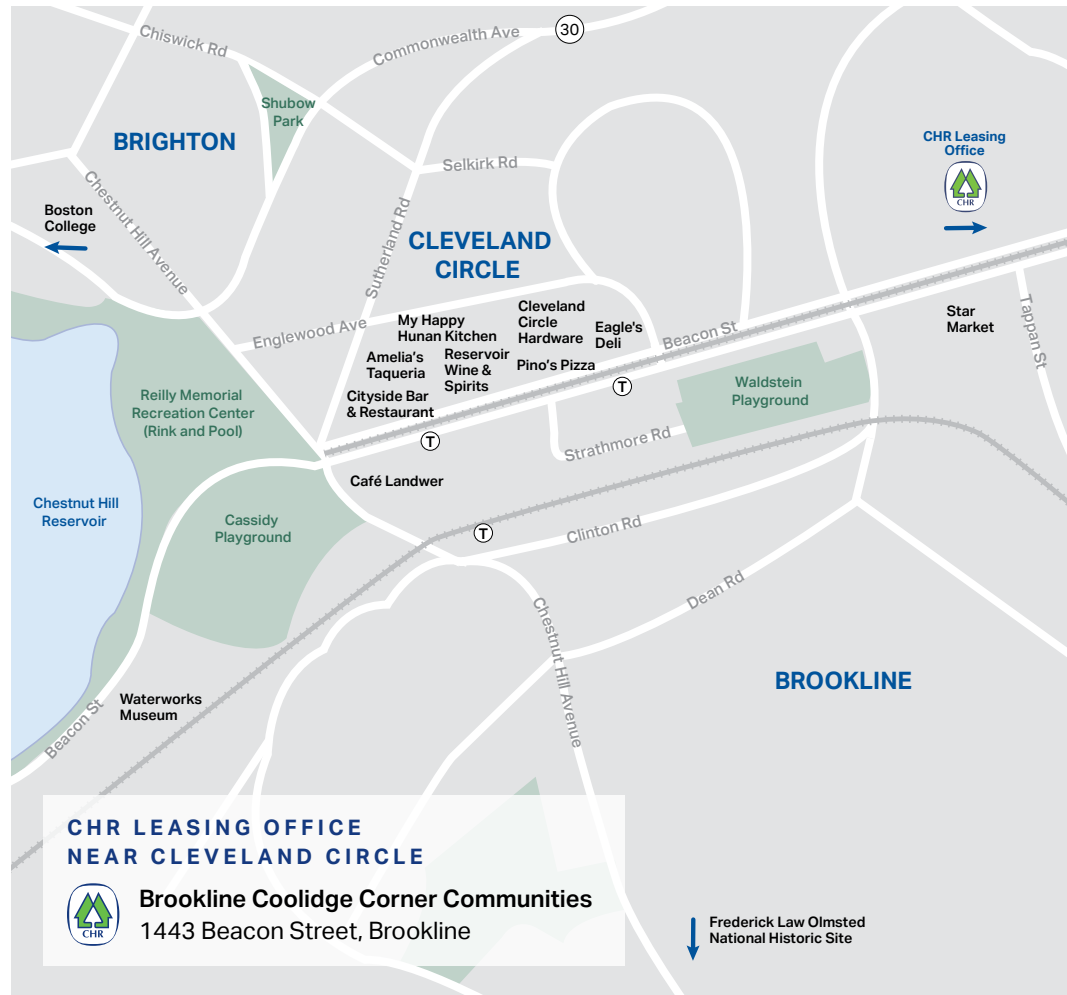 Chiswick Rd
Commonwealth Ave
30
Shubow
Park
BRIGHTON
CHR Leasing
Office
CHR
Selkirk Rd
Chestnut Hill Avenue
Boston
College
Sutherland Rd
CLEVELAND
CIRCLE
Englewood Ave
My Happy
Hunan Kitchen
Cleveland
Circle
Hardware
Eagle's
Deli
Beacon St
Star
Market
Tappan St
Amelia's
Taqueria
Reservoir
Wine &
Spirits
Pino's Pizza
T
Waldstein
Playground
Reilly Memorial
Recreation Center
(Rink and Pool)
Cityside Bar
& Restaurant
T
Strathmore Rd
Café Landwer
Chestnut Hill
Reservoir
Cassidy
Playground
T
Clinton Rd
Dean Rd
Chestnut Hill Avenue
BROOKLINE
Waterworks
Museum
Beacon St
CHR LEASING OFFICE
NEAR CLEVELAND CIRCLE
CHR
Brookline Coolidge Corner Communities
1443 Beacon Street, Brookline
Frederick Law Olmsted
National Historic Site